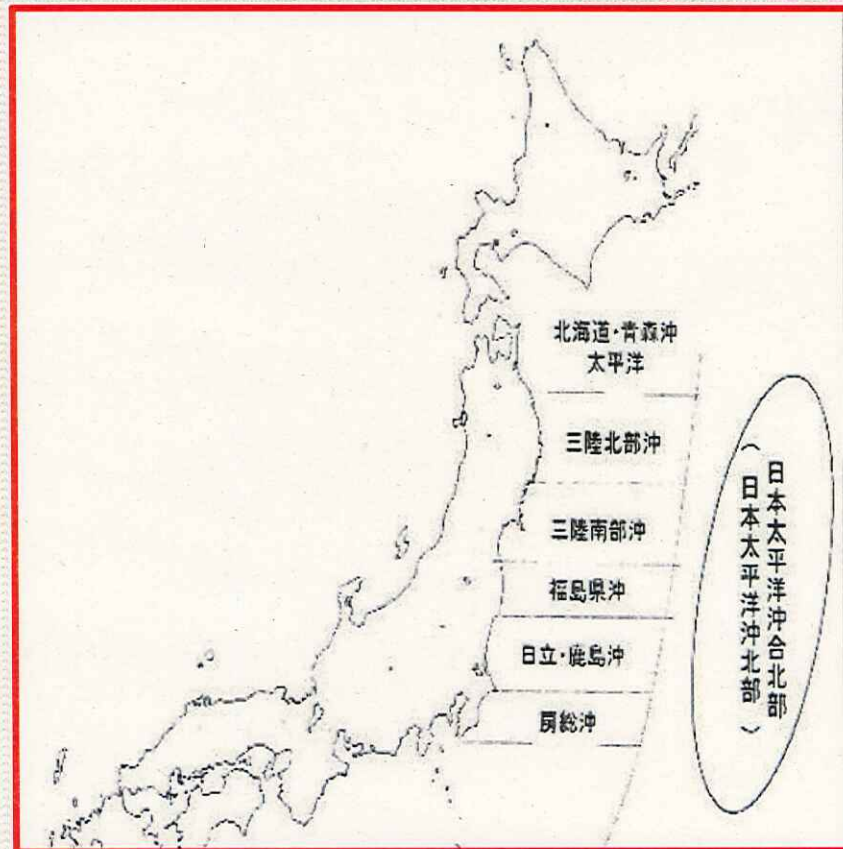 北海道・青森沖
太平洋
三陸北部沖
三陸南部沖
福島県沖
日立・鹿島沖
房総沖
日本太平洋沖合北部
（日本太平洋沖北部）